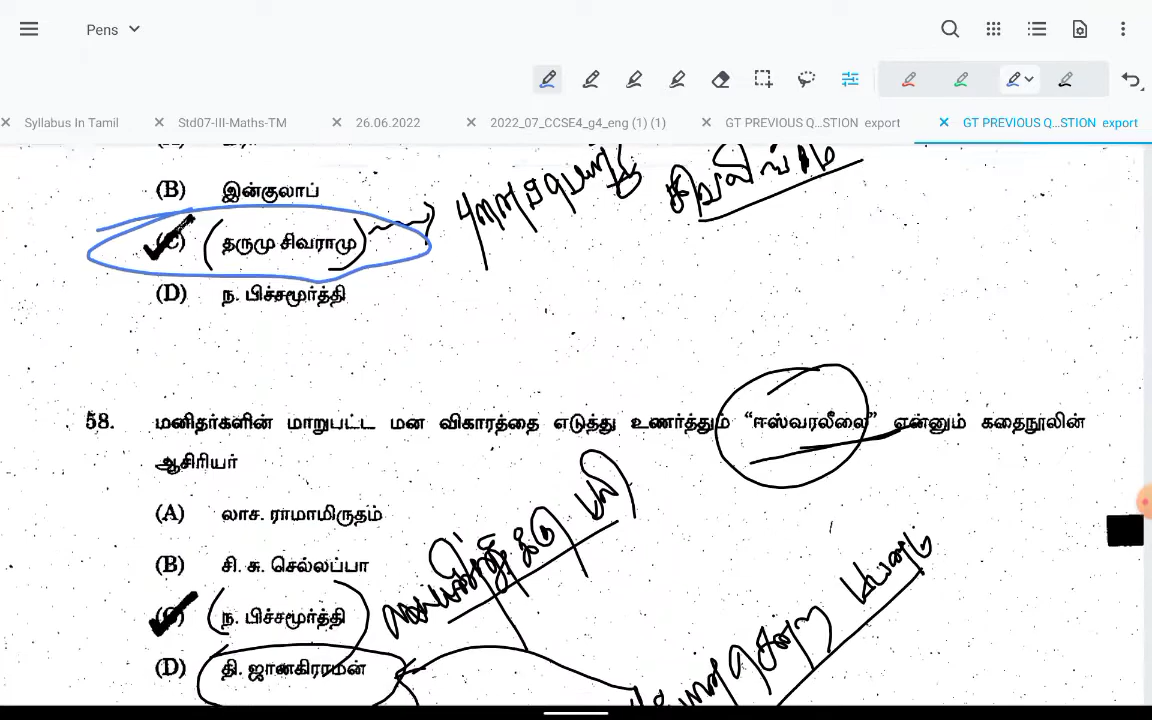 Pens
Syllabus In Tamil
Std07-III-Maths-TM
26.06.2022
2022_07_CCSE4_g4_eng (1) (1)
GT PREVIOUS Q...STION export
GT PREVIOUS Q...STION export
(B) இன்குலாப்
சிவலிங்கம்
(C) (தருமு சிவராமு)
(D) ந. பிச்சமூர்த்தி
58. மனிதர்களின் மாறுபட்ட மன விகாரத்தை எடுத்து உணர்த்தும் “ஈஸ்வரலீலை” என்னும் கதைநூலின்
ஆசிரியர்
(A) லாச. ராமாமிருதம்
(B) சி. சு. செல்லப்பா
(ந. பிச்சமூர்த்தி)
(D) தி. ஜானகிராமன்